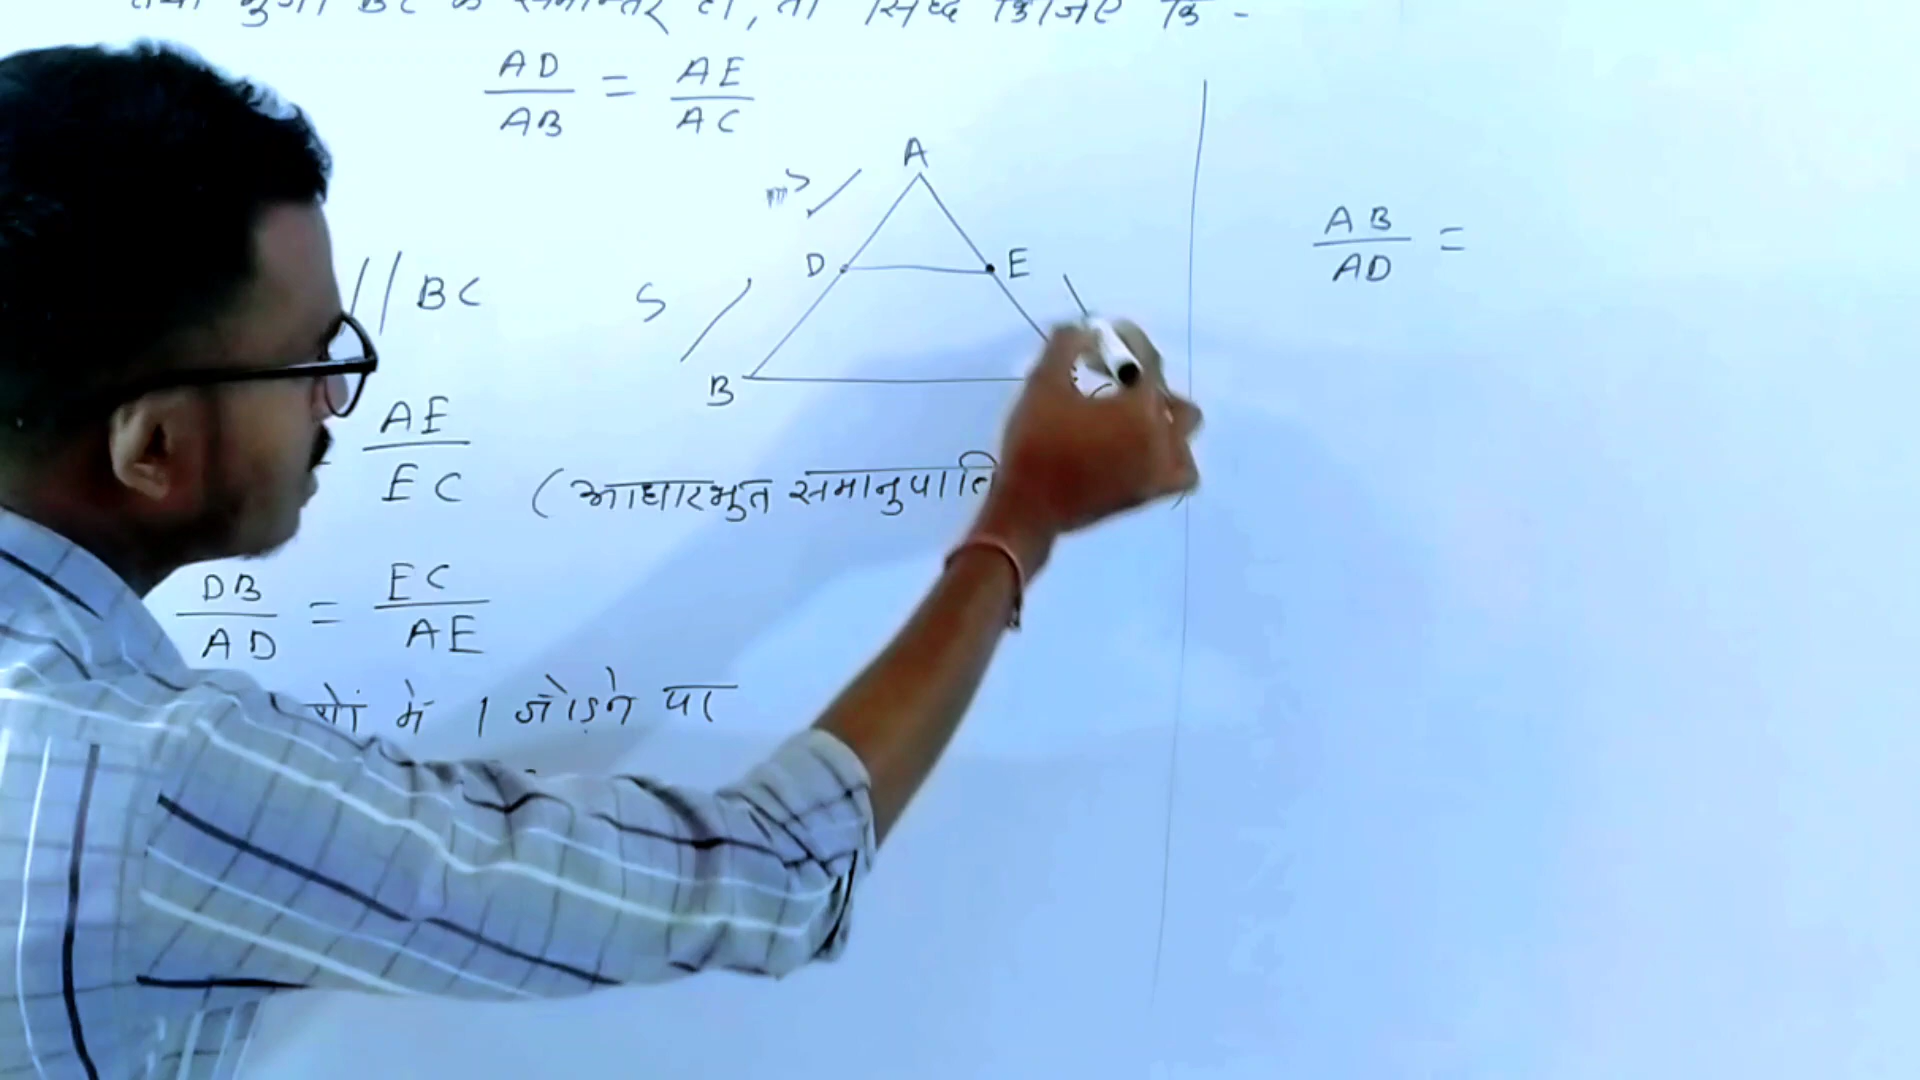 तथा भुजा BC के समान्तर हो, तो सिद्ध किजिए कि -
AD/AB = AE/AC
A
D E
S
B
// BC
AE/EC (आधारभूत समानुपाति
DB/AD = EC/AE
में 1 जोड़ने पर
AB/AD =